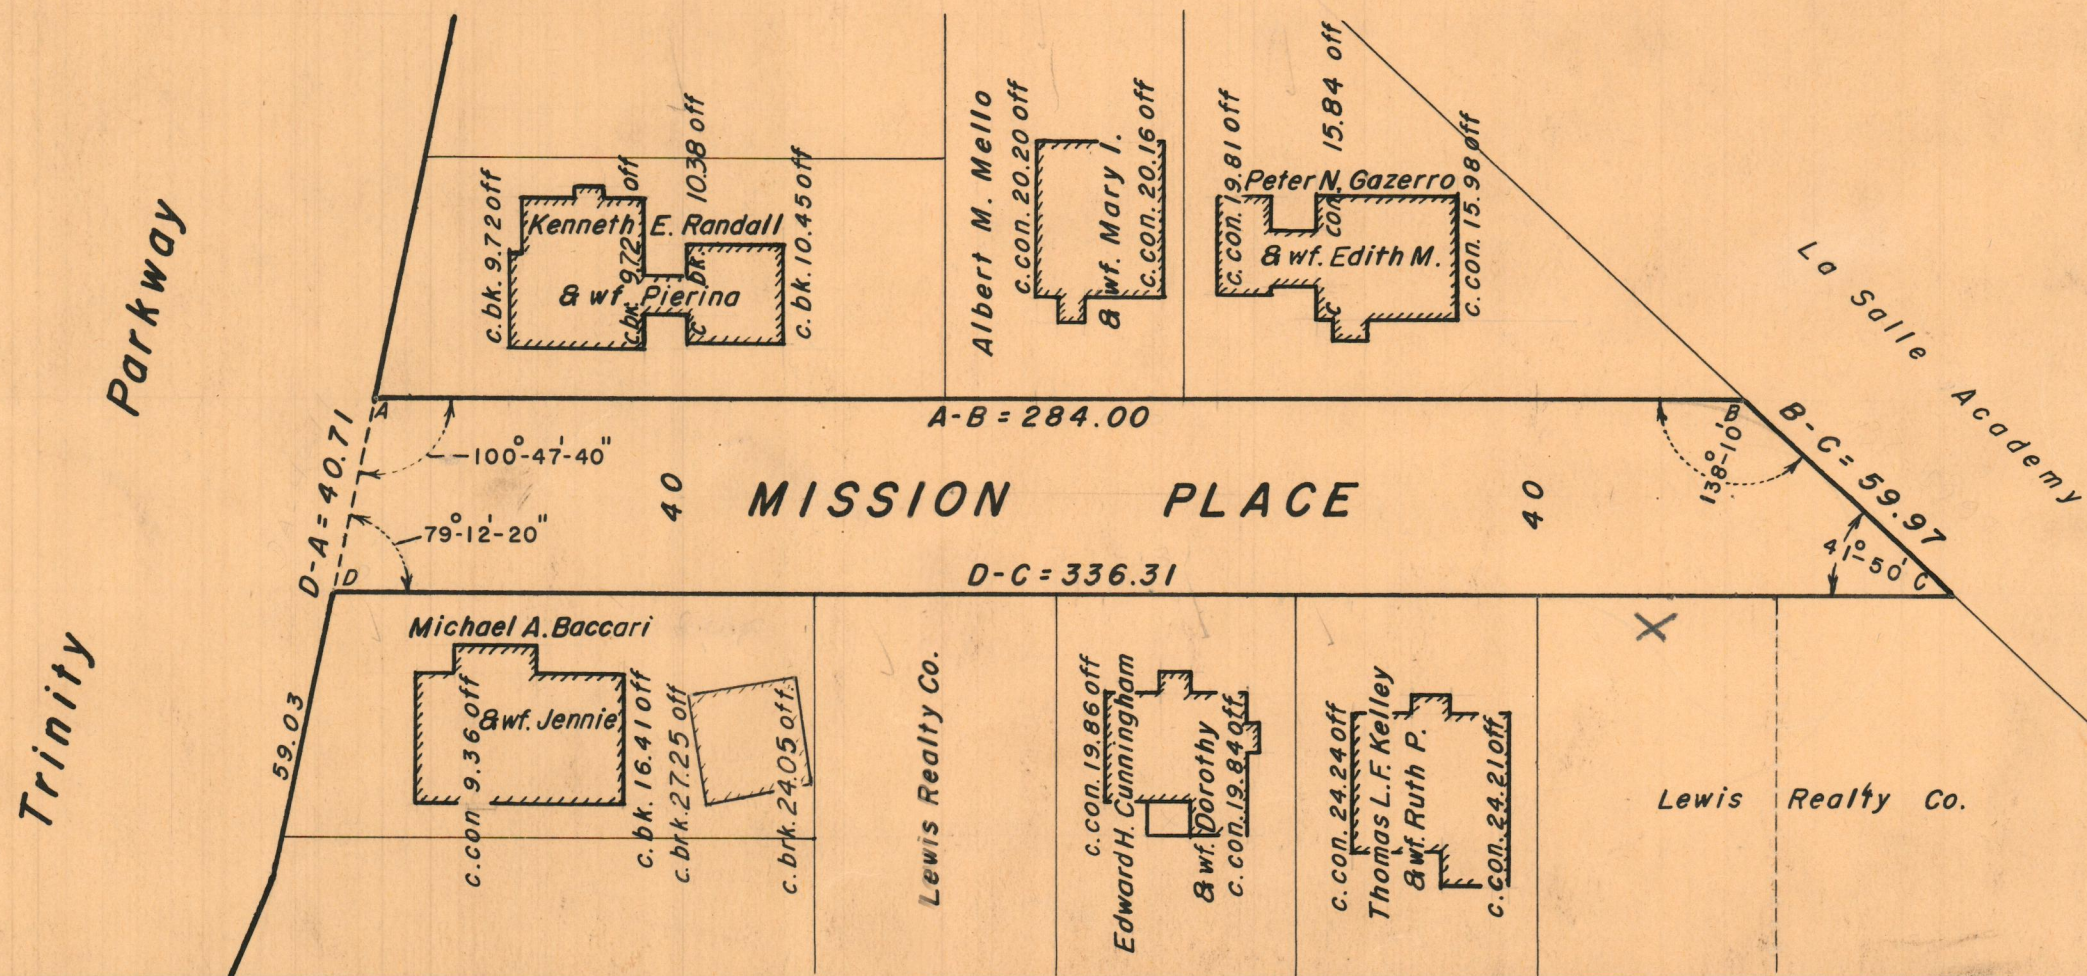 Trinity Parkway
59.03
D-A = 40.71
A
100°-47'-40"
79°-12'-20"
D
c.bk. 9.72 off
Kenneth E. Randall
& wf. Pierina
c.bk. 9.72 off
c. bk. 10.38 off
c. bk. 10.45 off
Albert M. Mello
& wf. Mary I.
c.con. 20.20 off
c.con. 20.16 off
Peter N. Gazerro
& wf. Edith M.
c. con. 19.81 off
c con 15.84 off
c.con. 15.98 off
A-B = 284.00
B
138°-10'
B-C = 59.97
La Salle Academy
40
MISSION PLACE
40
D-C = 336.31
41°-50'
C
Michael A. Baccari
& wf. Jennie
c.con 9.36 off
c.bk. 16.41 off
c.brk. 27.25 off
c.brk. 24.05 off.
Lewis Realty Co.
c.con. 19.86 off
Edward H. Cunningham
& wf. Dorothy
c.con. 19.84 off
c.con. 24.24 off
Thomas L.F. Kelley
& wf. Ruth P.
c.con. 24.21 off
X
Lewis Realty Co.